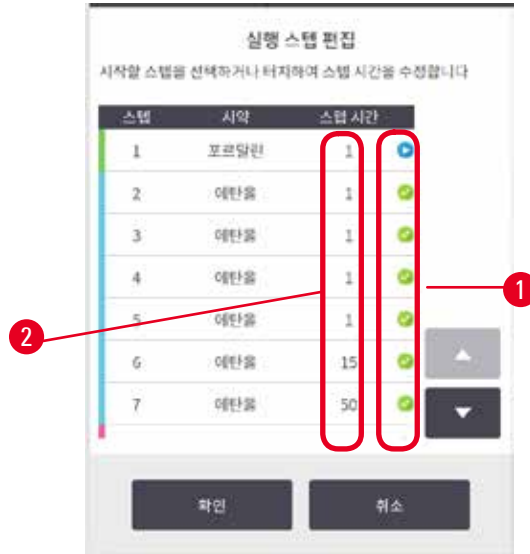 실행 스텝 편집
시작할 스텝을 선택하거나 터치하여 스텝 시간을 수정합니다
스텝 시약 스텝 시간
1 포르말린 1
2 에탄올 1
3 에탄올 1
4 에탄올 1
5 에탄올 1
6 에탄올 15
7 에탄올 50
1
2
확인 취소